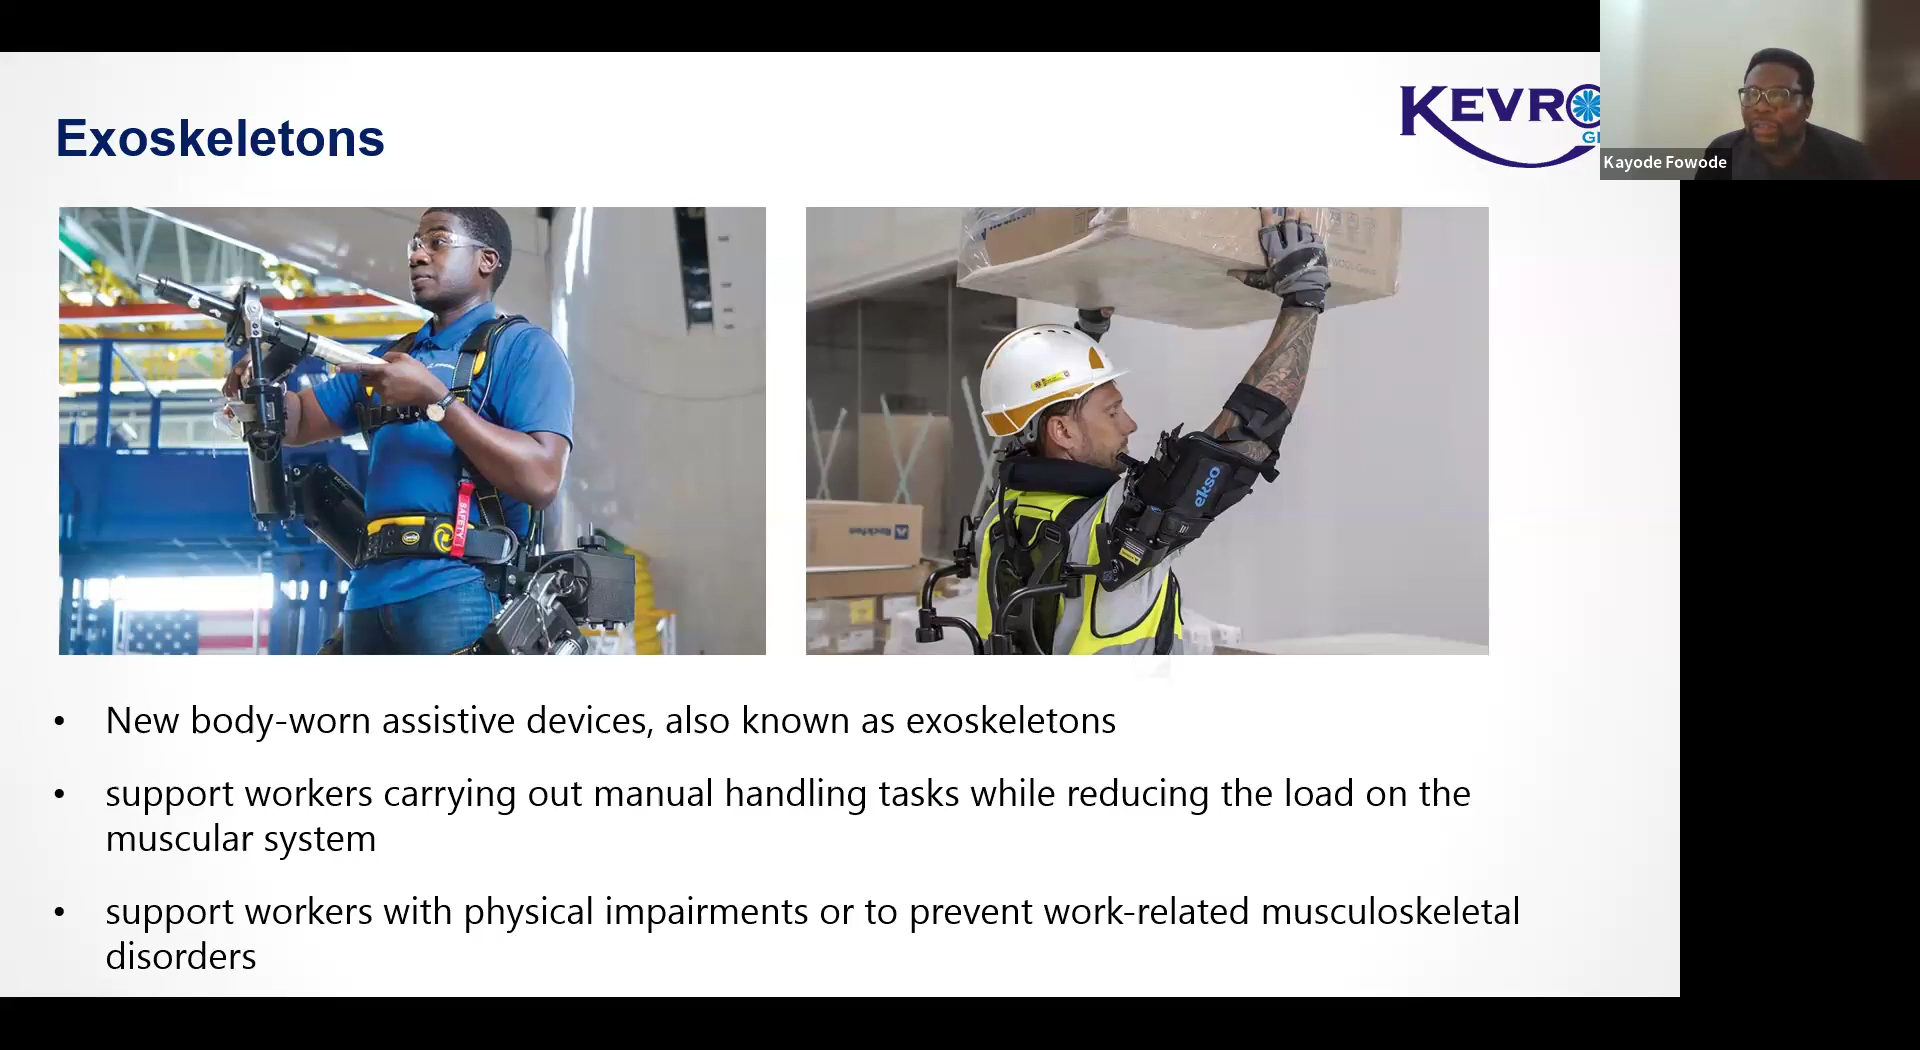 Exoskeletons
KEVRO
Kayode Fowode
SAFETY
ekso
RockFon
• New body-worn assistive devices, also known as exoskeletons
• support workers carrying out manual handling tasks while reducing the load on the
muscular system
• support workers with physical impairments or to prevent work-related musculoskeletal
disorders